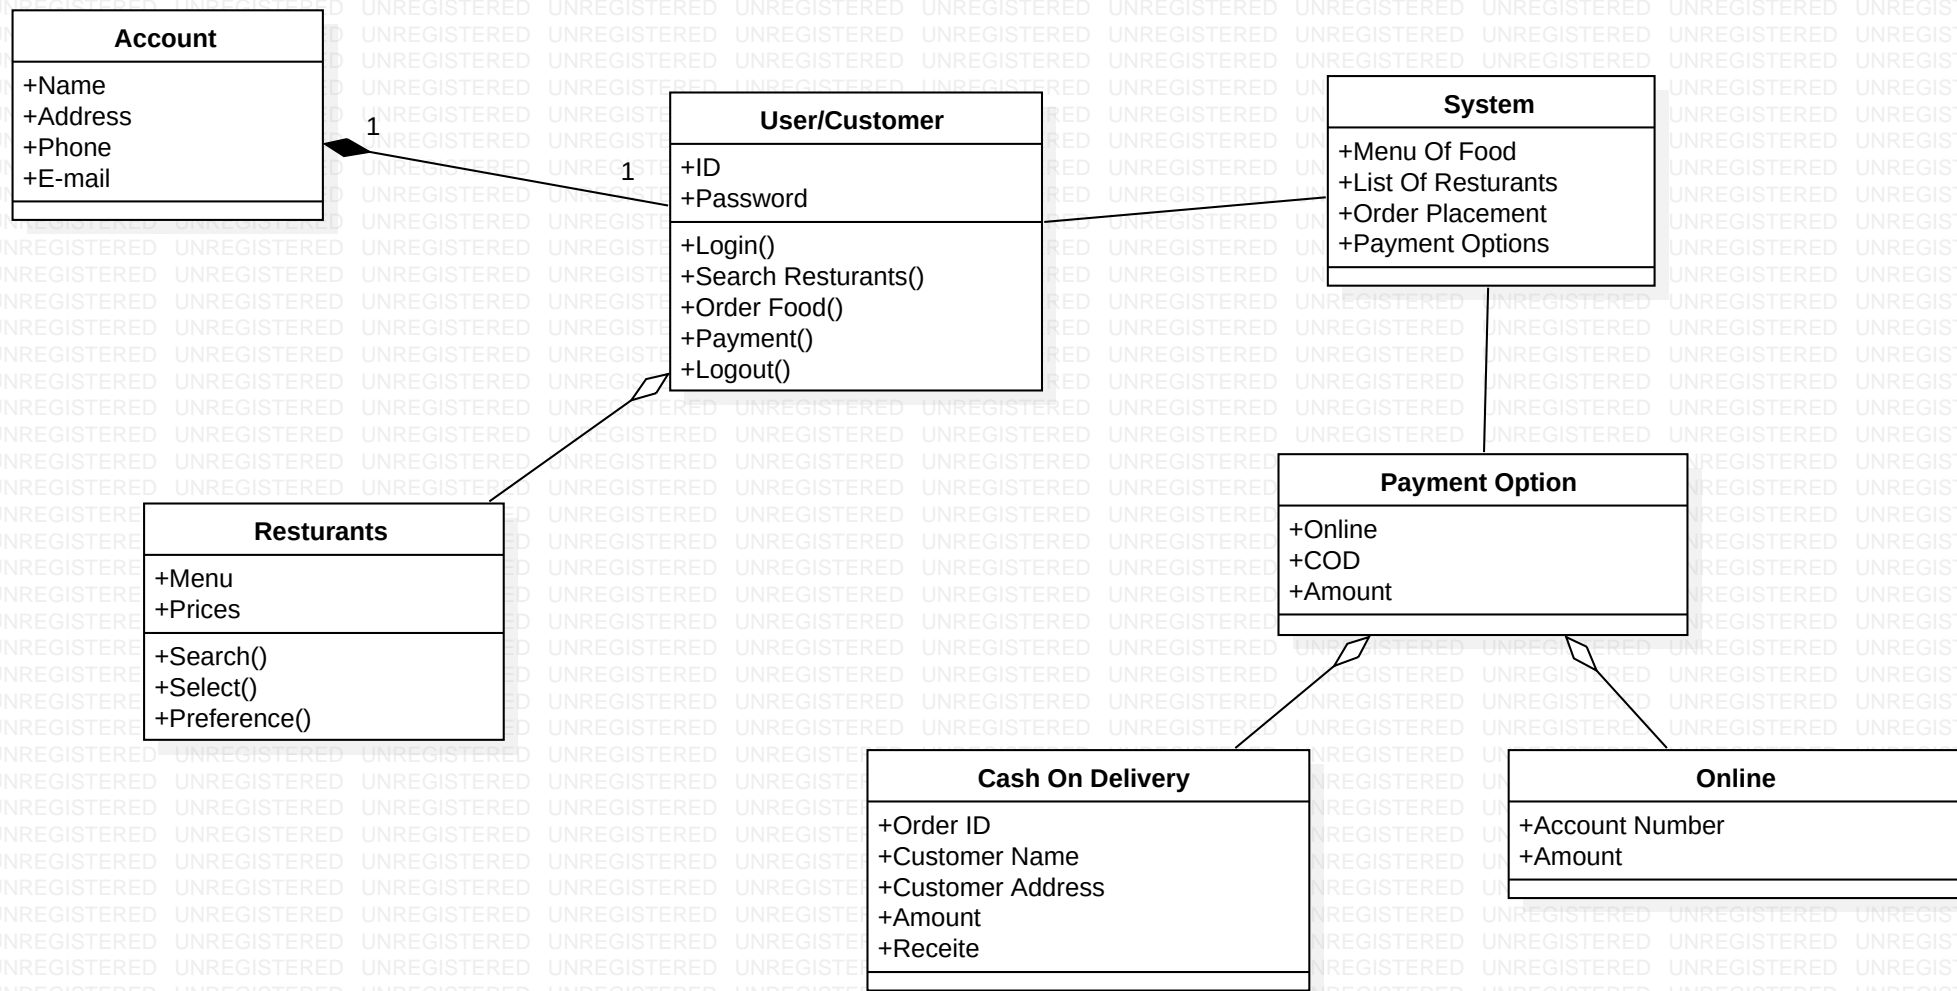 Account
+Name
+Address
+Phone
+E-mail
1
1
User/Customer
+ID
+Password
+Login()
+Search Resturants()
+Order Food()
+Payment()
+Logout()
System
+Menu Of Food
+List Of Resturants
+Order Placement
+Payment Options
Resturants
+Menu
+Prices
+Search()
+Select()
+Preference()
Payment Option
+Online
+COD
+Amount
Cash On Delivery
+Order ID
+Customer Name
+Customer Address
+Amount
+Receite
Online
+Account Number
+Amount
UNREGISTERED